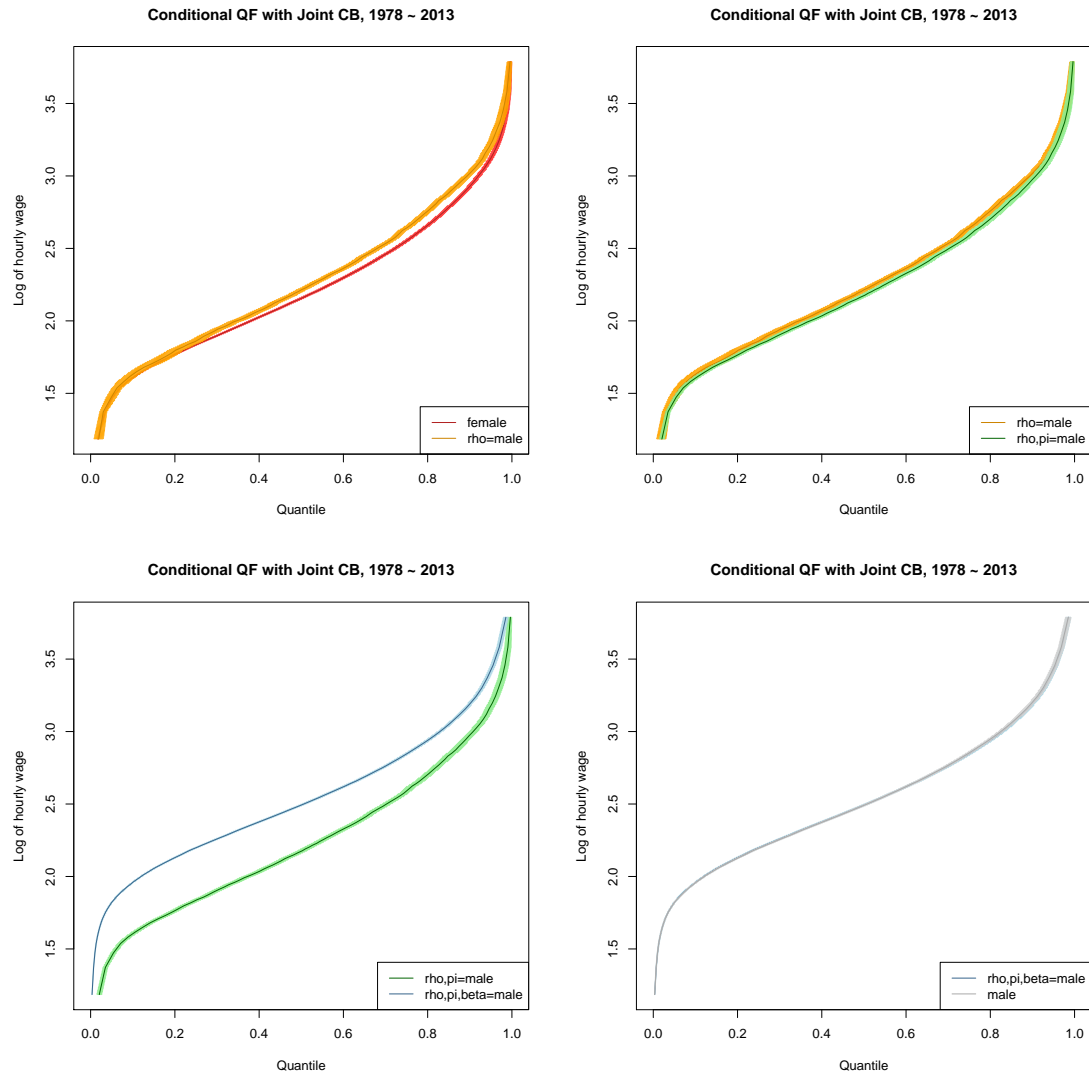 Conditional QF with Joint CB, 1978 ~ 2013
Log of hourly wage
3.5
3.0
2.5
2.0
1.5
female
rho=male
0.0 0.2 0.4 0.6 0.8 1.0
Quantile
Conditional QF with Joint CB, 1978 ~ 2013
Log of hourly wage
3.5
3.0
2.5
2.0
1.5
rho=male
rho,pi=male
0.0 0.2 0.4 0.6 0.8 1.0
Quantile
Conditional QF with Joint CB, 1978 ~ 2013
Log of hourly wage
3.5
3.0
2.5
2.0
1.5
rho,pi=male
rho,pi,beta=male
0.0 0.2 0.4 0.6 0.8 1.0
Quantile
Conditional QF with Joint CB, 1978 ~ 2013
Log of hourly wage
3.5
3.0
2.5
2.0
1.5
rho,pi,beta=male
male
0.0 0.2 0.4 0.6 0.8 1.0
Quantile